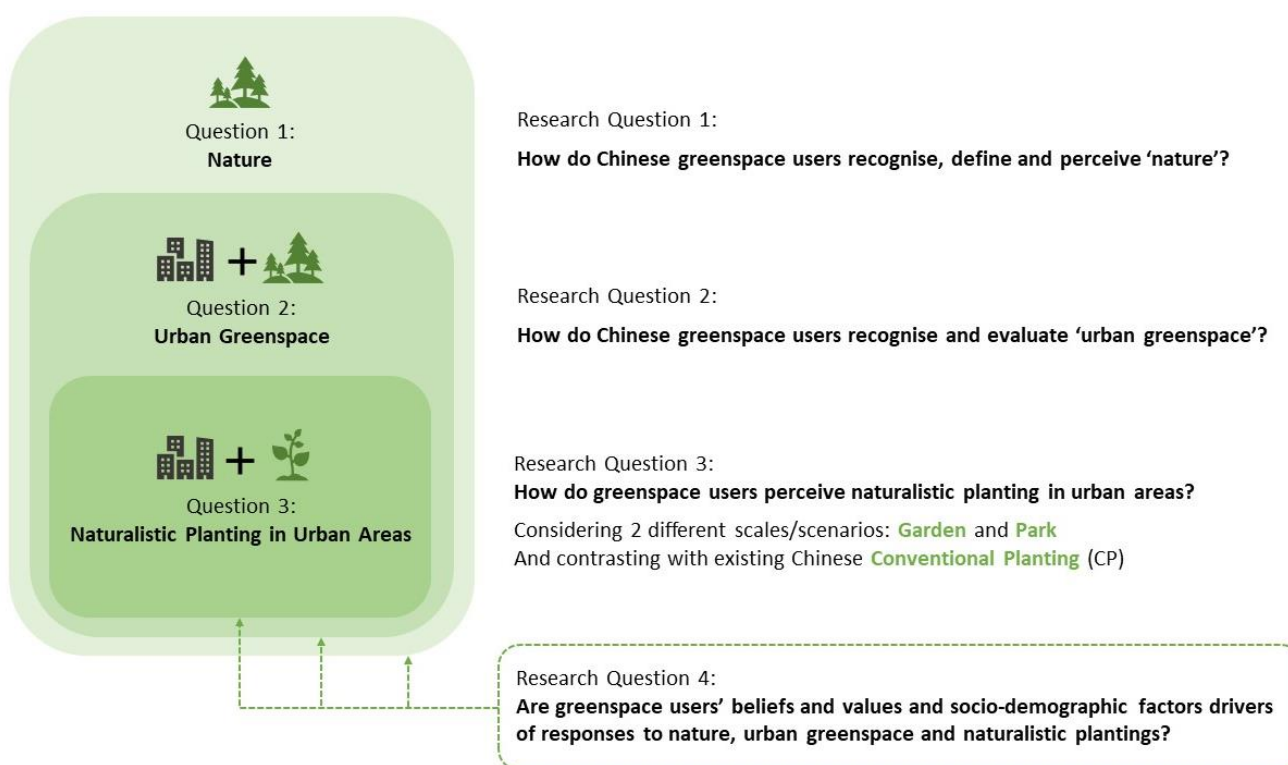 Question 1:
Nature
Research Question 1:
How do Chinese greenspace users recognise, define and perceive ‘nature’?
Question 2:
Urban Greenspace
Research Question 2:
How do Chinese greenspace users recognise and evaluate ‘urban greenspace’?
Question 3:
Naturalistic Planting in Urban Areas
Research Question 3:
How do greenspace users perceive naturalistic planting in urban areas?
Considering 2 different scales/scenarios: Garden and Park
And contrasting with existing Chinese Conventional Planting (CP)
Research Question 4:
Are greenspace users’ beliefs and values and socio-demographic factors drivers
of responses to nature, urban greenspace and naturalistic plantings?